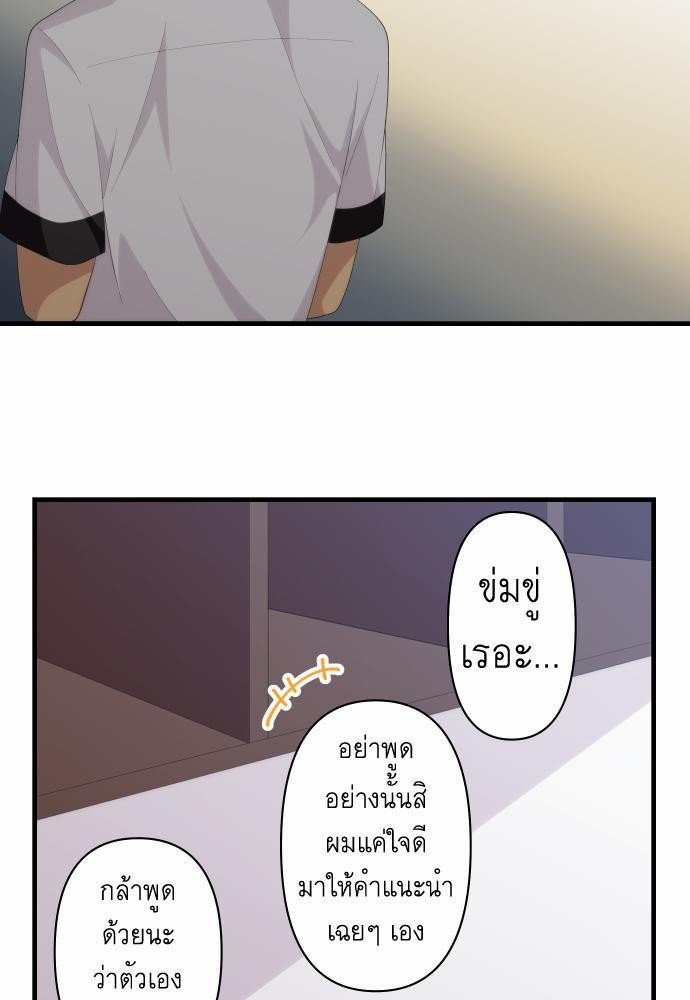 ข่มขู่
เรอะ...
อย่าพูด
อย่างนั้นสิ
ผมแค่ใจดี
มาให้คำแนะนำ
เฉยๆ เอง
กล้าพูด
ด้วยนะ
ว่าตัวเอง